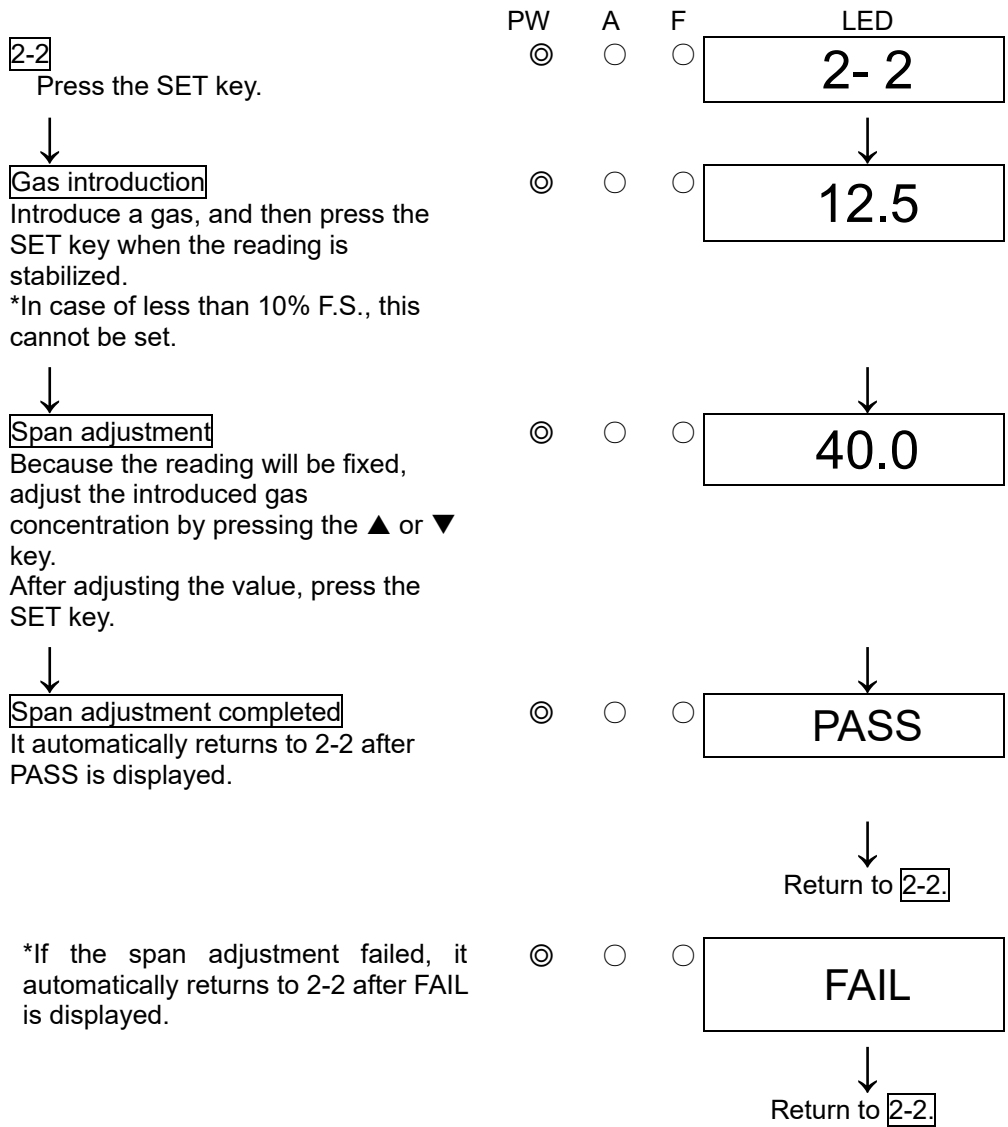 PW A F LED
2-2 ◎ ○ ○ 2- 2
Press the SET key.
↓ ↓
Gas introduction ◎ ○ ○ 12.5
Introduce a gas, and then press the
SET key when the reading is
stabilized.
*In case of less than 10% F.S., this
cannot be set.
↓ ↓
Span adjustment ◎ ○ ○ 40.0
Because the reading will be fixed,
adjust the introduced gas
concentration by pressing the ▲ or ▼
key.
After adjusting the value, press the
SET key.
↓ ↓
Span adjustment completed ◎ ○ ○ PASS
It automatically returns to 2-2 after
PASS is displayed.
↓
Return to 2-2.
*If the span adjustment failed, it ◎ ○ ○ FAIL
automatically returns to 2-2 after FAIL
is displayed.
↓
Return to 2-2.